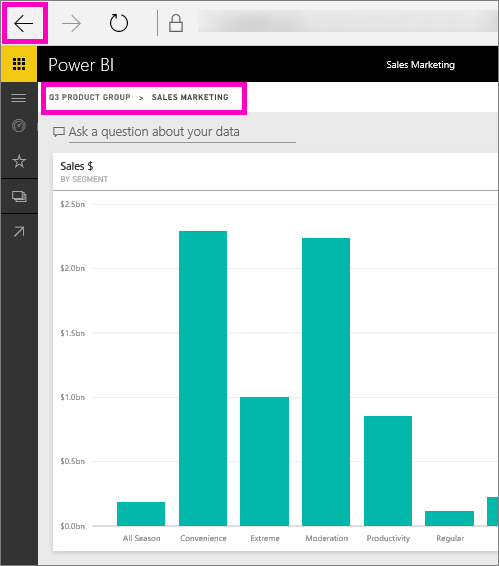 Power BI
Sales Marketing
Q3 PRODUCT GROUP > SALES MARKETING
Ask a question about your data
Sales $
BY SEGMENT
$2.5bn
$2.0bn
$1.5bn
$1.0bn
$0.5bn
$0.0bn
All Season Convenience Extreme Moderation Productivity Regular